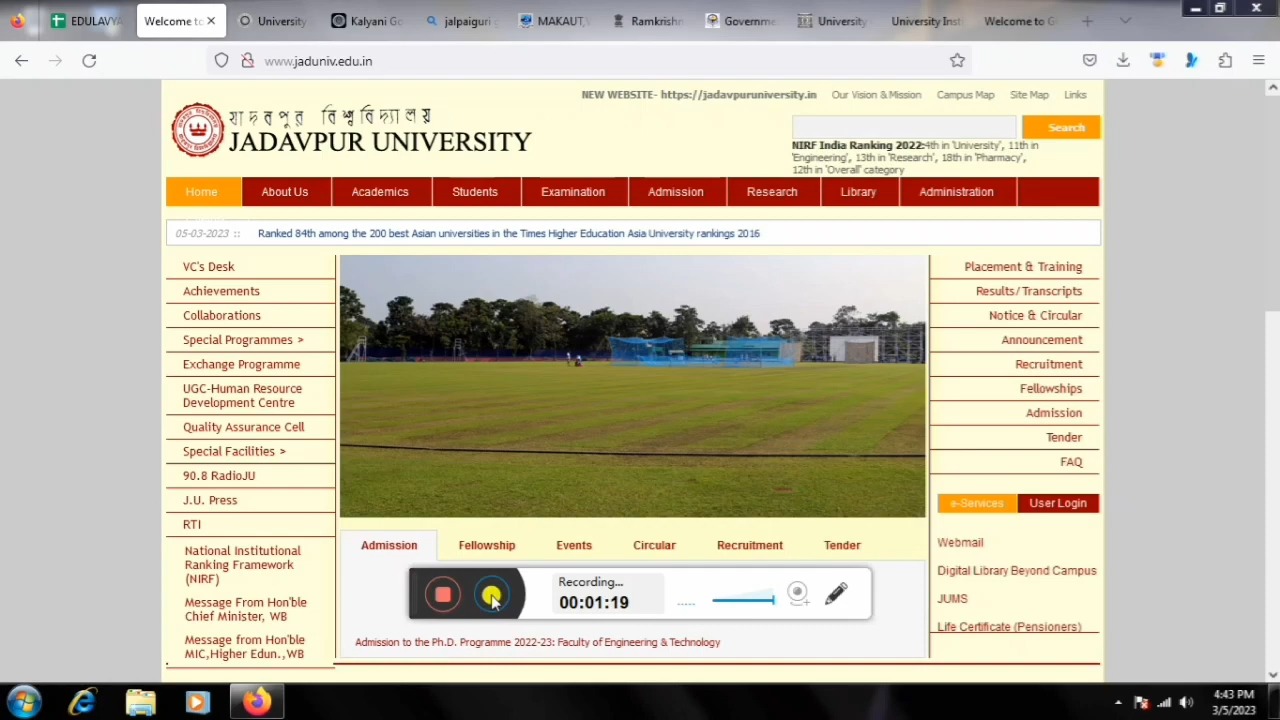 EDULAVYA
Welcome to
University
Kalyani Go
jalpaiguri g
MAKAUT,
Ramkrishn
Governme
University
University Inst
Welcome to G
www.jaduniv.edu.in
NEW WEBSITE- https://jadavpuruniversity.in
Our Vision & Mission
Campus Map
Site Map
Links
যাদবপুর বিশ্ববিদ্যালয়
JADAVPUR UNIVERSITY
Search
NIRF India Ranking 2022:4th in 'University', 11th in
'Engineering', 13th in 'Research', 18th in 'Pharmacy',
12th in 'Overall' category
Home
About Us
Academics
Students
Examination
Admission
Research
Library
Administration
05-03-2023 ::
Ranked 84th among the 200 best Asian universities in the Times Higher Education Asia University rankings 2016
VC's Desk
Achievements
Collaborations
Special Programmes >
Exchange Programme
UGC-Human Resource
Development Centre
Quality Assurance Cell
Special Facilities >
90.8 RadioJU
J.U. Press
RTI
National Institutional
Ranking Framework
(NIRF)
Message From Hon'ble
Chief Minister, WB
Message from Hon'ble
MIC,Higher Edun.,WB
Placement & Training
Results/Transcripts
Notice & Circular
Announcement
Recruitment
Fellowships
Admission
Tender
FAQ
e-Services
User Login
Webmail
Digital Library Beyond Campus
JUMS
Life Certificate (Pensioners)
Admission
Fellowship
Events
Circular
Recruitment
Tender
Recording...
00:01:19
Admission to the Ph.D. Programme 2022-23: Faculty of Engineering & Technology
4:43 PM
3/5/2023